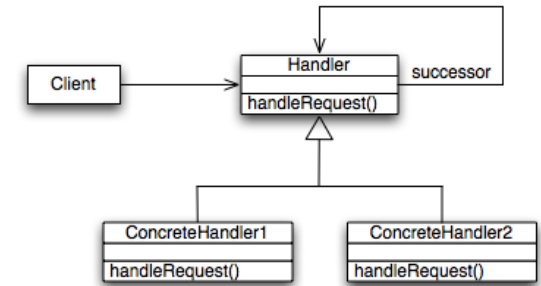 Handler
successor
Client
handleRequest()
ConcreteHandler1
ConcreteHandler2
handleRequest()
handleRequest()